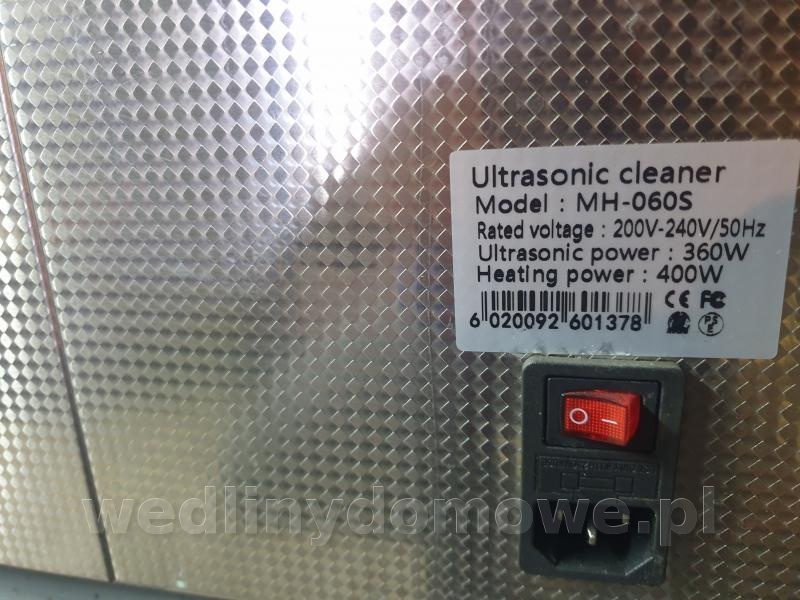 Ultrasonic cleaner
Model : MH-060S
Rated voltage : 200V-240V/50Hz
Ultrasonic power : 360W
Heating power : 400W
CE FC
6 020092 601378
wedlinydomowe.pl